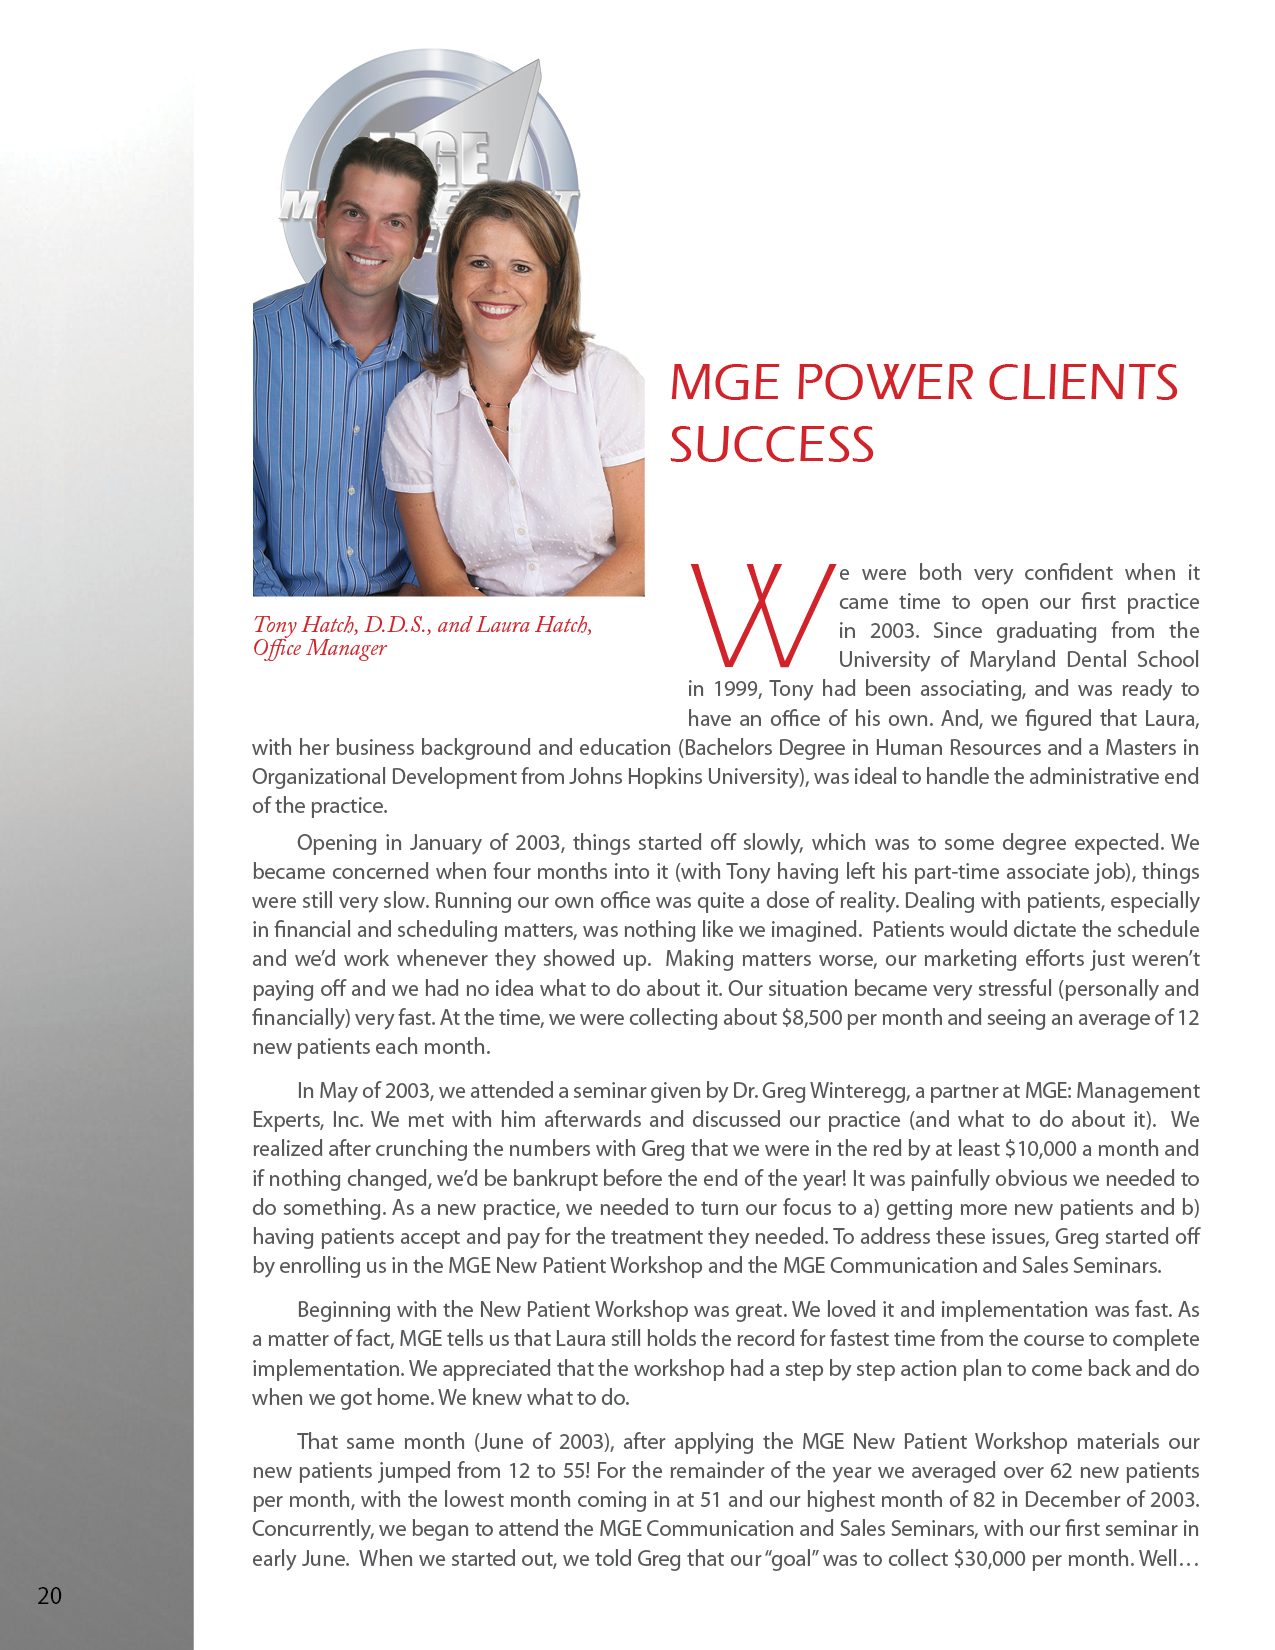 MGE
MGE POWER CLIENTS
SUCCESS
Tony Hatch, D.D.S., and Laura Hatch,
Office Manager
We were both very confident when it
came time to open our first practice
in 2003. Since graduating from the
University of Maryland Dental School
in 1999, Tony had been associating, and was ready to
have an office of his own. And, we figured that Laura,
with her business background and education (Bachelors Degree in Human Resources and a Masters in
Organizational Development from Johns Hopkins University), was ideal to handle the administrative end
of the practice.
Opening in January of 2003, things started off slowly, which was to some degree expected. We
became concerned when four months into it (with Tony having left his part-time associate job), things
were still very slow. Running our own office was quite a dose of reality. Dealing with patients, especially
in financial and scheduling matters, was nothing like we imagined.  Patients would dictate the schedule
and we’d work whenever they showed up.  Making matters worse, our marketing efforts just weren’t
paying off and we had no idea what to do about it. Our situation became very stressful (personally and
financially) very fast. At the time, we were collecting about $8,500 per month and seeing an average of 12
new patients each month.
In May of 2003, we attended a seminar given by Dr. Greg Winteregg, a partner at MGE: Management
Experts, Inc. We met with him afterwards and discussed our practice (and what to do about it).  We
realized after crunching the numbers with Greg that we were in the red by at least $10,000 a month and
if nothing changed, we’d be bankrupt before the end of the year! It was painfully obvious we needed to
do something. As a new practice, we needed to turn our focus to a) getting more new patients and b)
having patients accept and pay for the treatment they needed. To address these issues, Greg started off
by enrolling us in the MGE New Patient Workshop and the MGE Communication and Sales Seminars.
Beginning with the New Patient Workshop was great. We loved it and implementation was fast. As
a matter of fact, MGE tells us that Laura still holds the record for fastest time from the course to complete
implementation. We appreciated that the workshop had a step by step action plan to come back and do
when we got home. We knew what to do.
That same month (June of 2003), after applying the MGE New Patient Workshop materials our
new patients jumped from 12 to 55! For the remainder of the year we averaged over 62 new patients
per month, with the lowest month coming in at 51 and our highest month of 82 in December of 2003.
Concurrently, we began to attend the MGE Communication and Sales Seminars, with our first seminar in
early June.  When we started out, we told Greg that our “goal” was to collect $30,000 per month. Well…
20